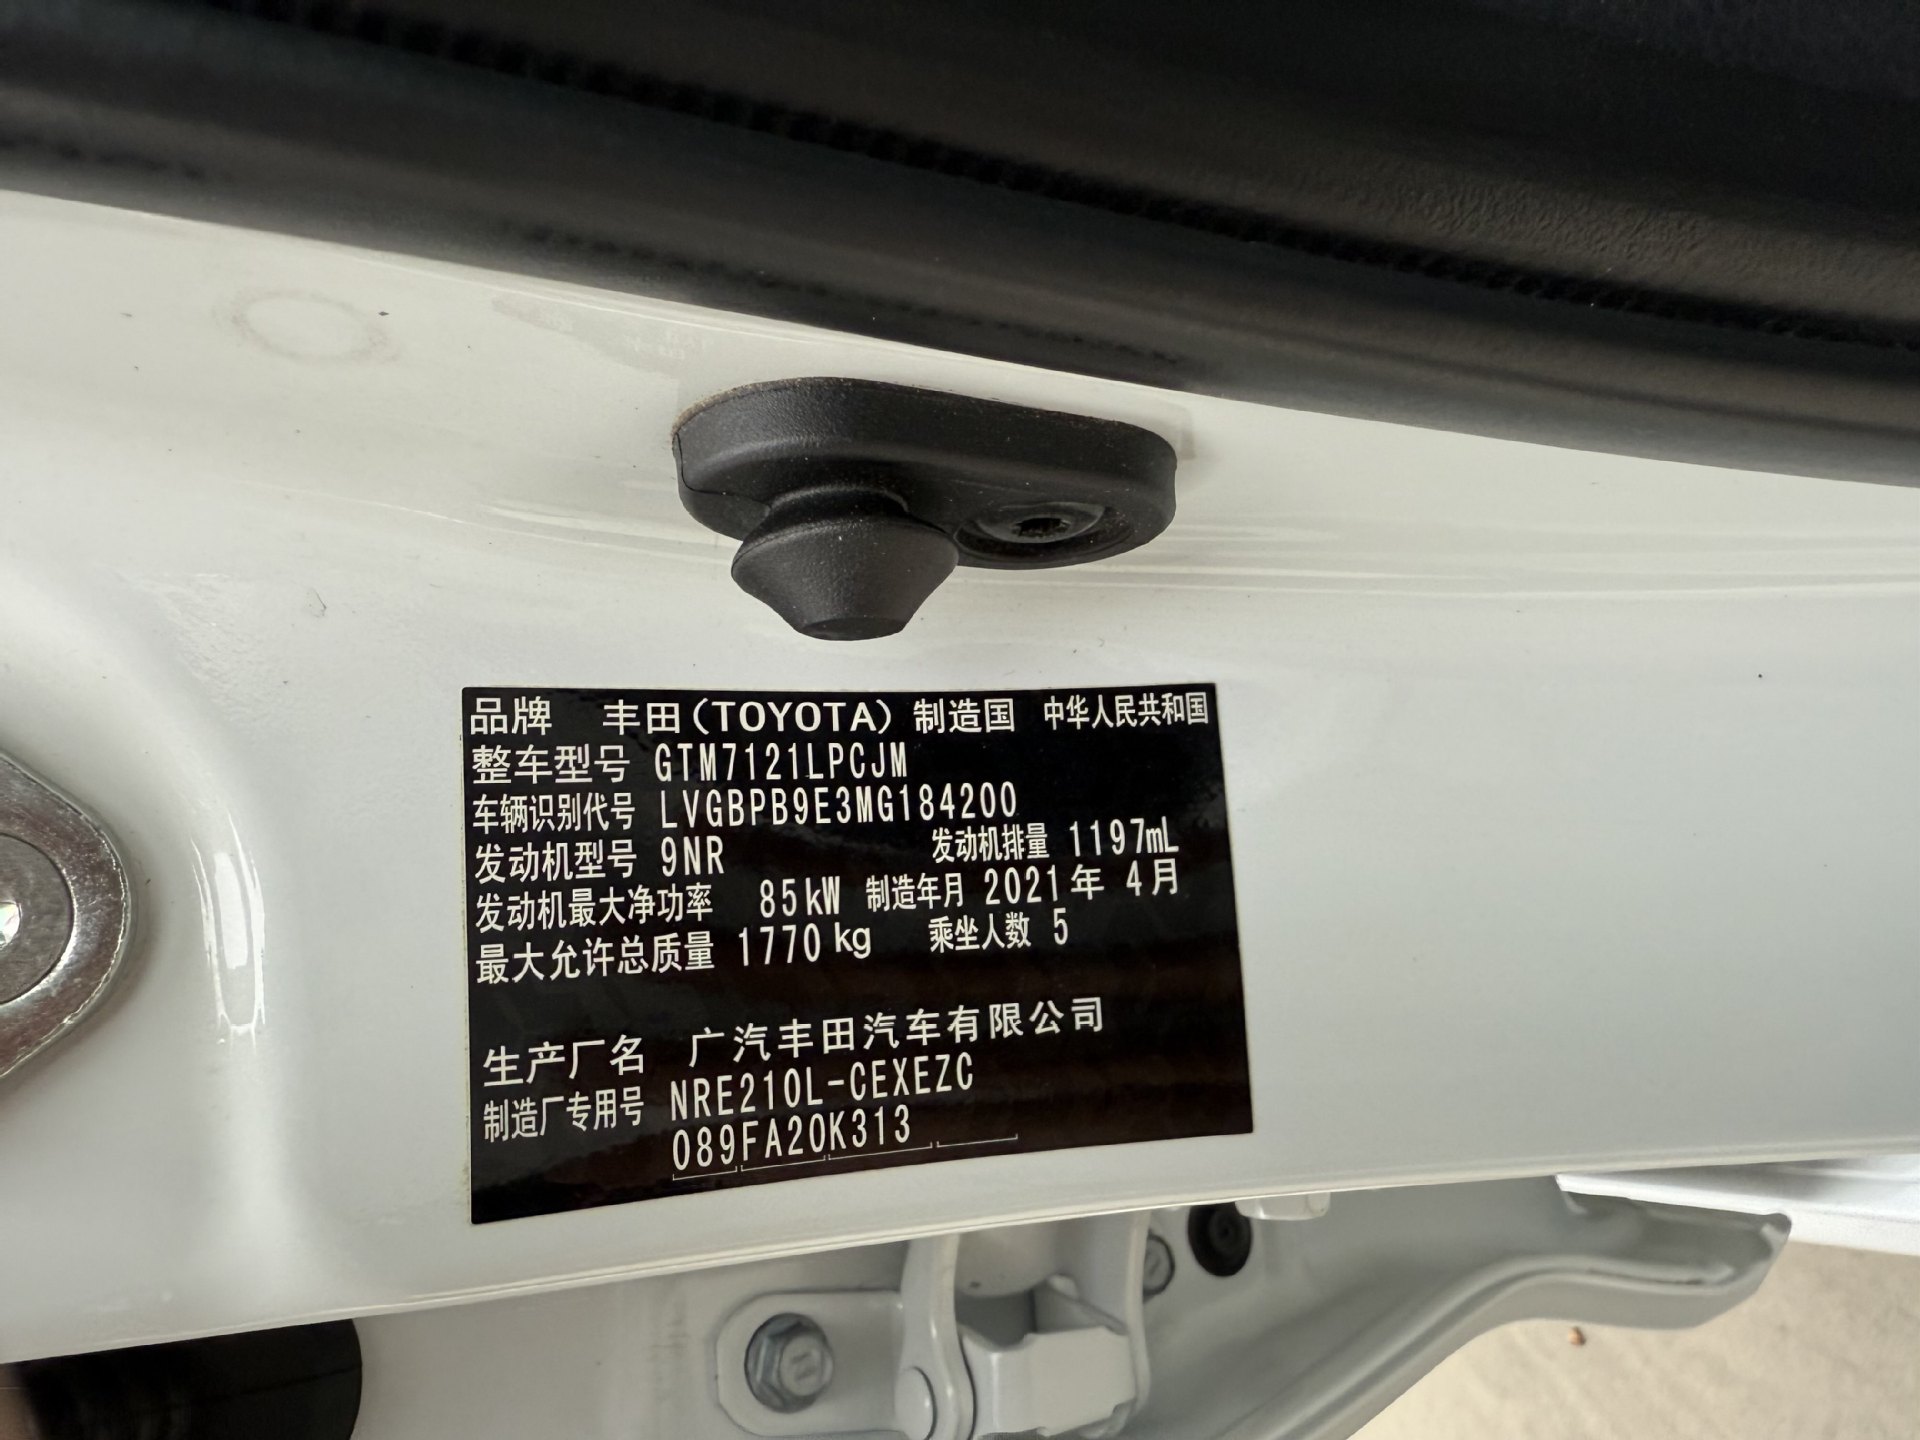 品牌 丰田(TOYOTA) 制造国 中华人民共和国
整车型号 GTM7121LPCJM
车辆识别代号 LVGBPB9E3MG184200
发动机型号 9NR 发动机排量 1197mL
发动机最大净功率 85kW 制造年月 2021年 4月
最大允许总质量 1770kg 乘坐人数 5
生产厂名 广汽丰田汽车有限公司
制造厂专用号 NRE210L-CEXEZC
089FA20K313